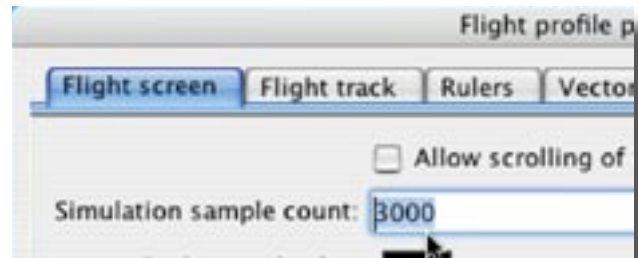 Flight profile p
Flight screen Flight track Rulers Vector
Allow scrolling of
Simulation sample count: 3000